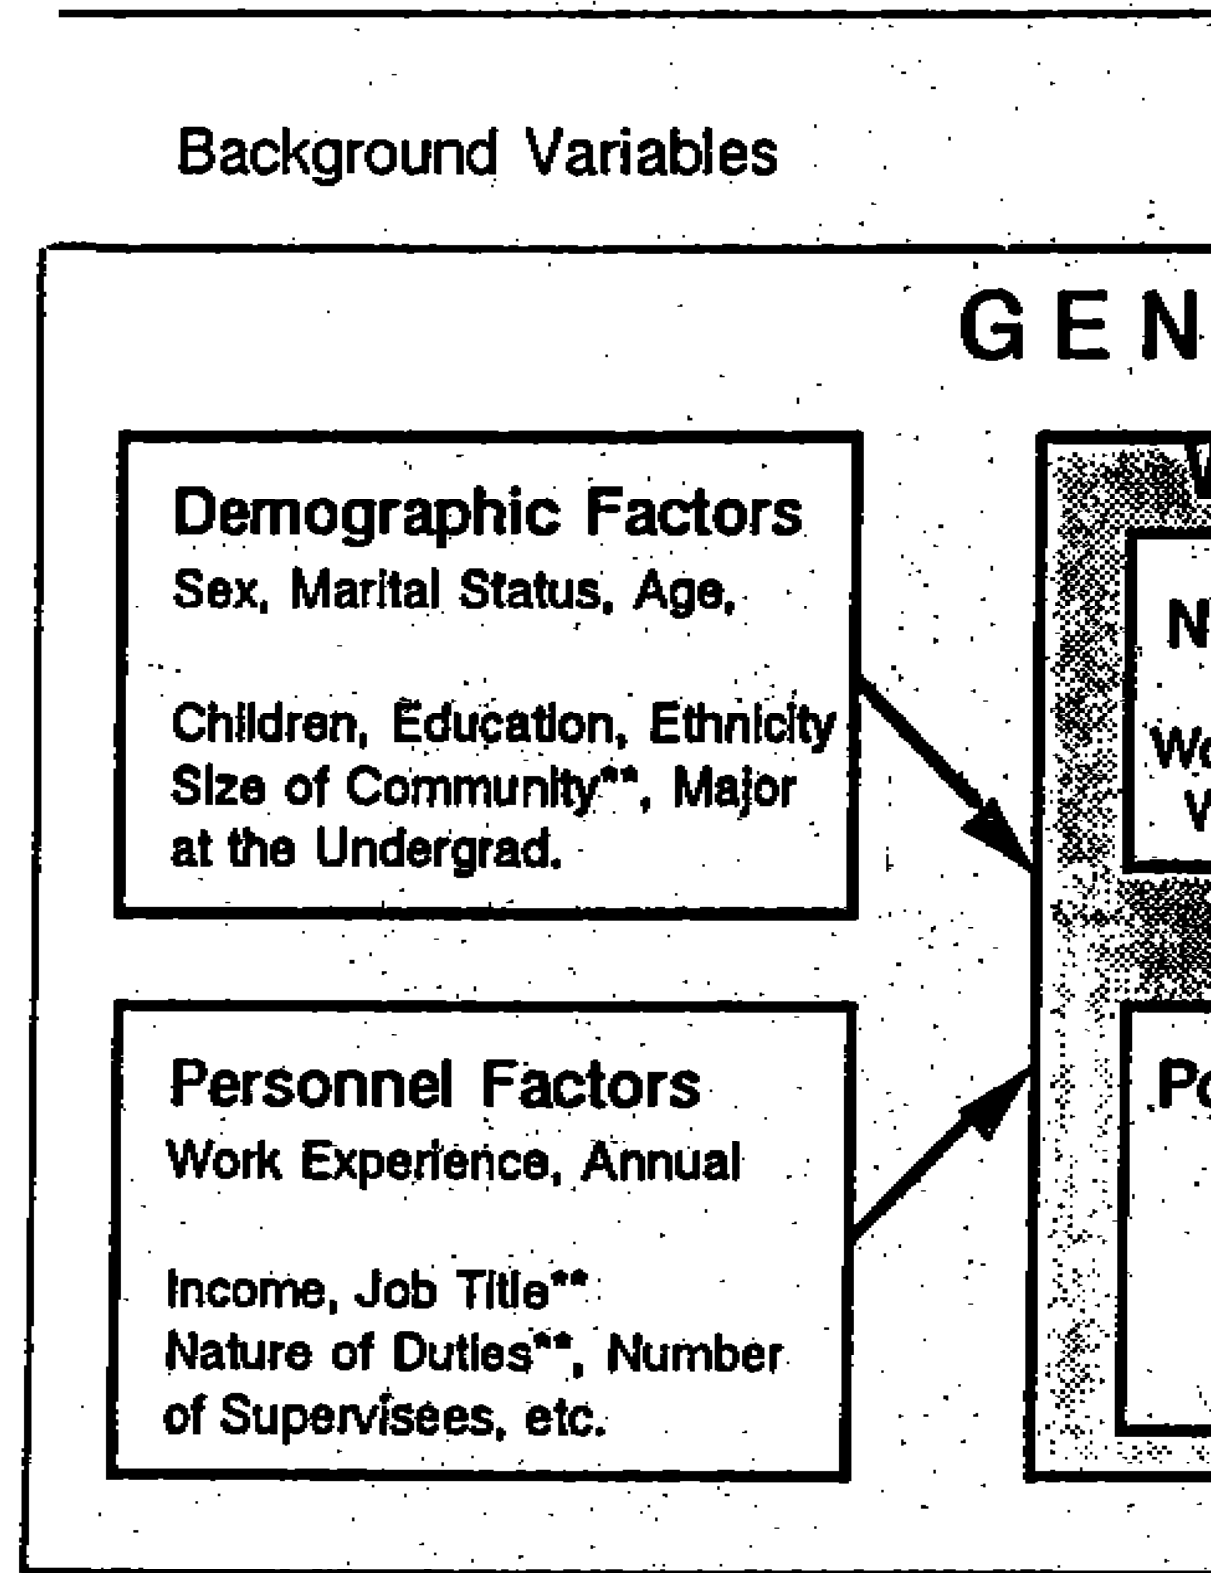 Background Variables
G E N
Demographic Factors
Sex, Marital Status, Age,
Children, Education, Ethnicity
Size of Community**, Major
at the Undergrad.
Personnel Factors
Work Experience, Annual
Income, Job Title**
Nature of Duties**, Number
of Supervisees, etc.